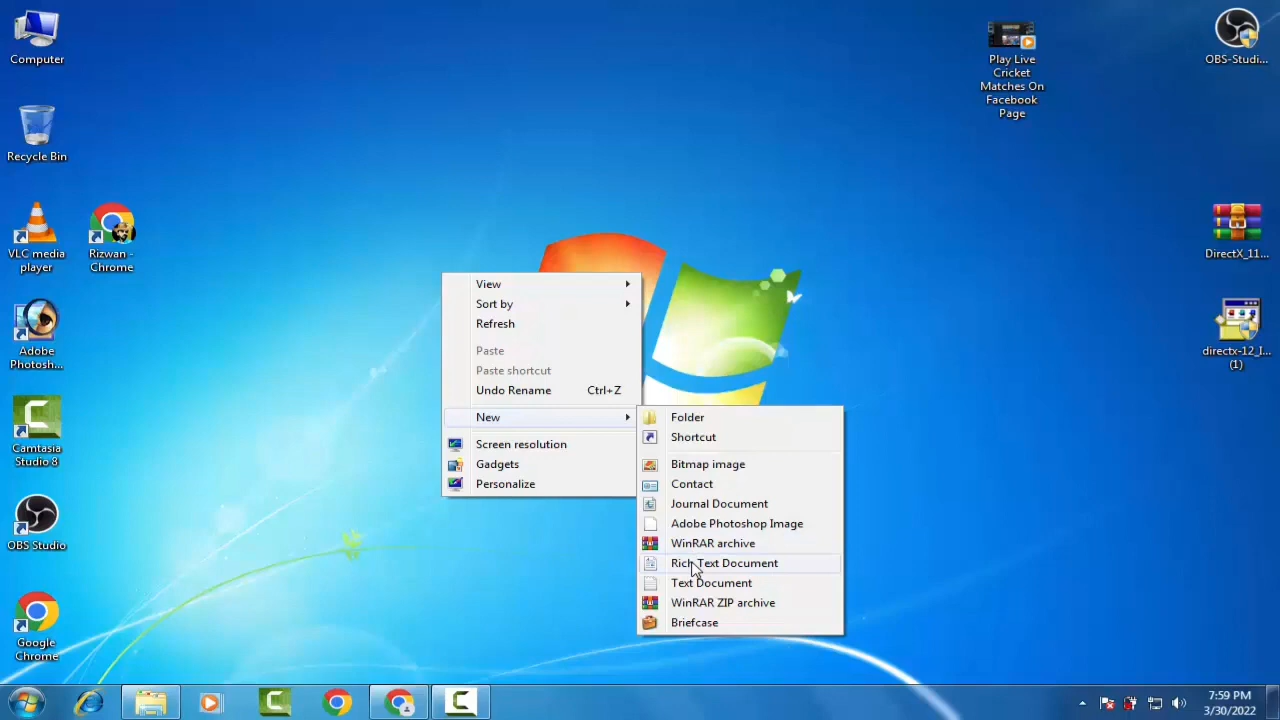 Computer
Recycle Bin
VLC media
player
Rizwan -
Chrome
Adobe
Photosh...
Camtasia
Studio 8
OBS Studio
Google
Chrome
Play Live
Cricket
Matches On
Facebook
Page
OBS-Studi...
DirectX_11...
directx-12_I...
(1)
View
Sort by
Refresh
Paste
Paste shortcut
Undo Rename Ctrl+Z
New
Screen resolution
Gadgets
Personalize
Folder
Shortcut
Bitmap image
Contact
Journal Document
Adobe Photoshop Image
WinRAR archive
Rich Text Document
Text Document
WinRAR ZIP archive
Briefcase
7:59 PM
3/30/2022